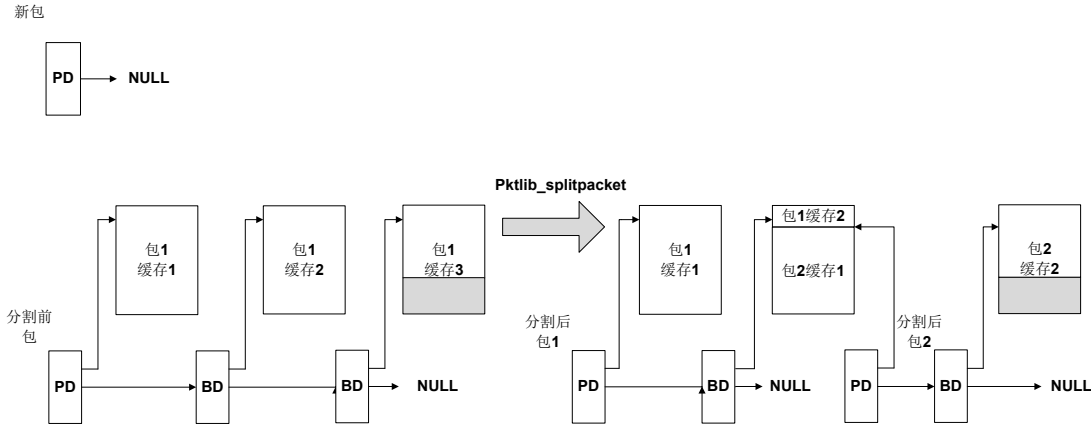 新包
PD
NULL
Pktlib_splitpacket
包1
缓存1
包1
缓存2
包1
缓存3
包1
缓存1
包1缓存2
包2缓存1
包2
缓存2
分割前
包
分割后
包1
分割后
包2
PD
BD
BD
NULL
PD
BD
NULL
PD
BD
NULL